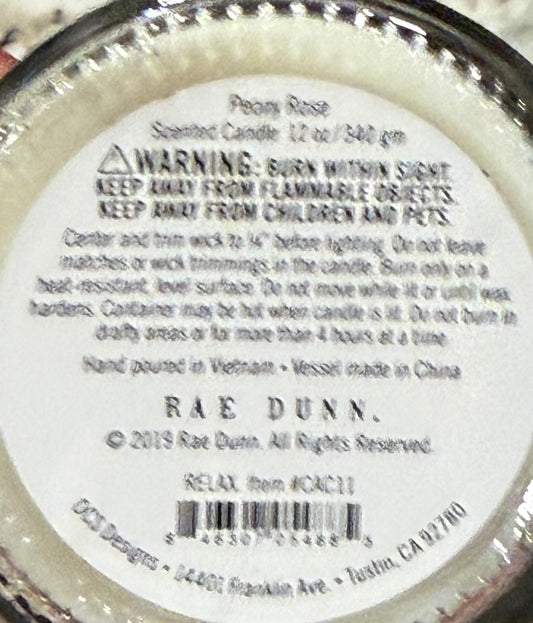 Peony Rose
Scented Candle 12 oz / 340 gm
⚠WARNING: BURN WITHIN SIGHT.
KEEP AWAY FROM FLAMMABLE OBJECTS.
KEEP AWAY FROM CHILDREN AND PETS.
Center and trim wick to ¼" before lighting. Do not leave
matches or wick trimmings in the candle. Burn only on a
heat-resistant, level surface. Do not move while lit or until wax
hardens. Container may be hot when candle is lit. Do not burn in
drafty areas or for more than 4 hours at a time.
Hand poured in Vietnam • Vessel made in China
RAE DUNN.
© 2019 Rae Dunn. All Rights Reserved.
RELAX. Item #CAC11
Designs • 14401 Franklin Ave. • Tustin, CA 92780